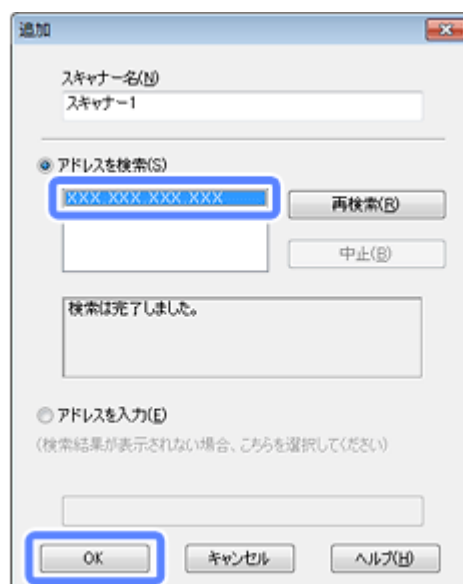 追加
スキャナー名(N)
スキャナー1
アドレスを検索(S)
XXX.XXX.XXX.XXX
再検索(R)
中止(B)
検索は完了しました。
アドレスを入力(E)
(検索結果が表示されない場合、こちらを選択してください)
OK
キャンセル
ヘルプ(H)